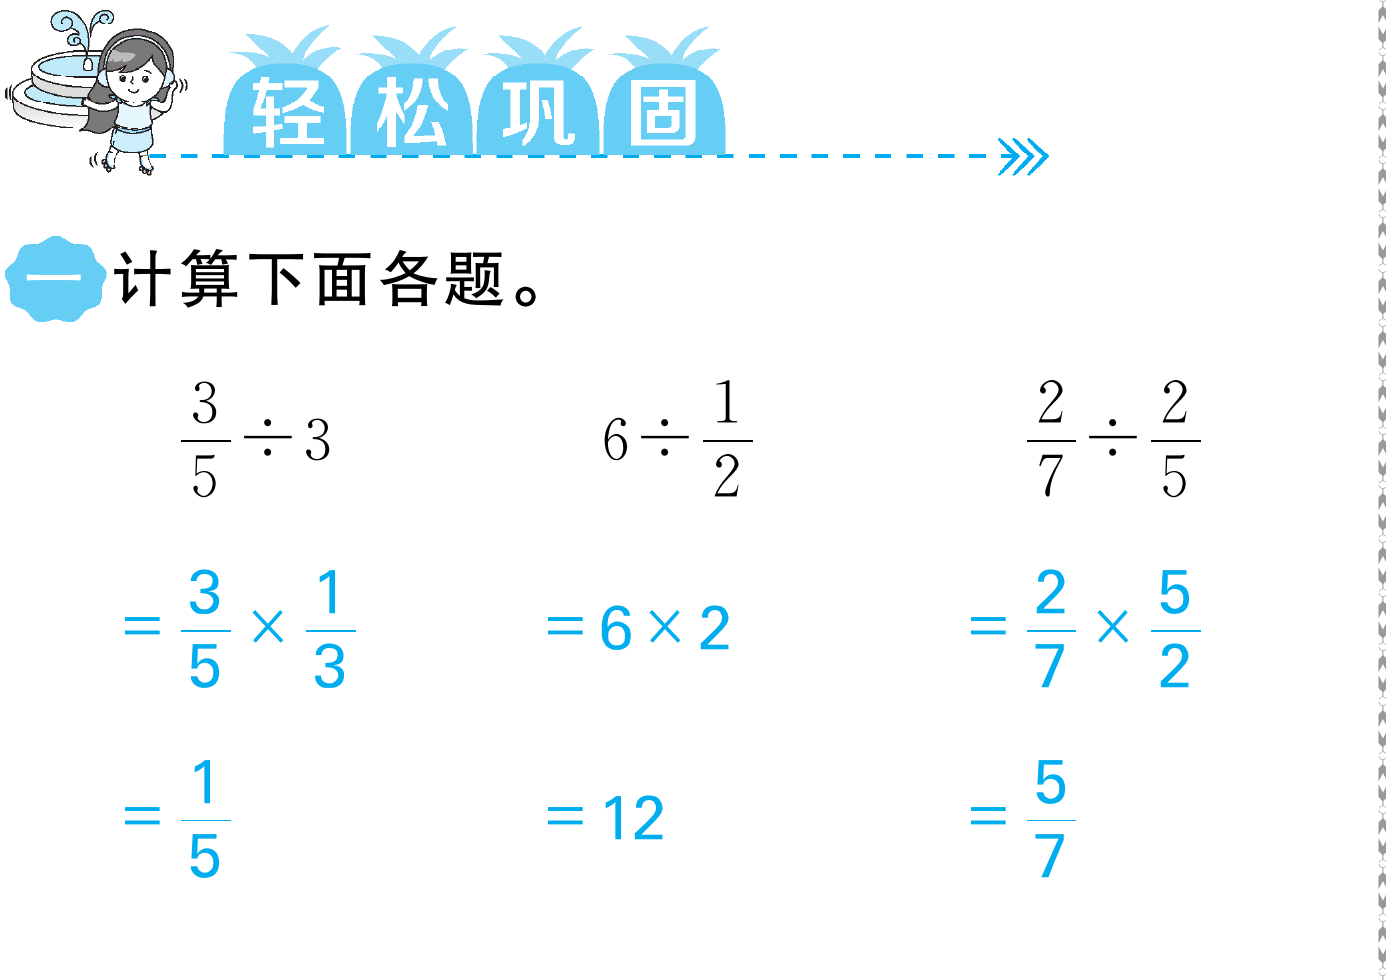 轻松巩固
一 计算下面各题。
3/5÷3 6÷1/2 2/7÷2/5
=3/5×1/3 =6×2 =2/7×5/2
=1/5 =12 =5/7